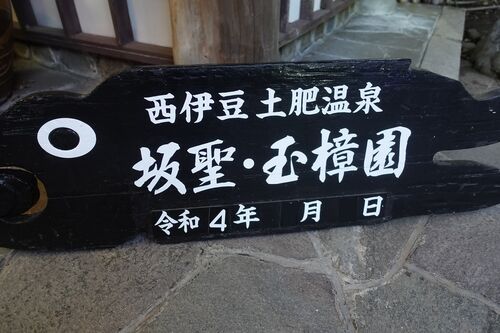 西伊豆土肥温泉
坂聖・玉樟園
令和4年　月　日